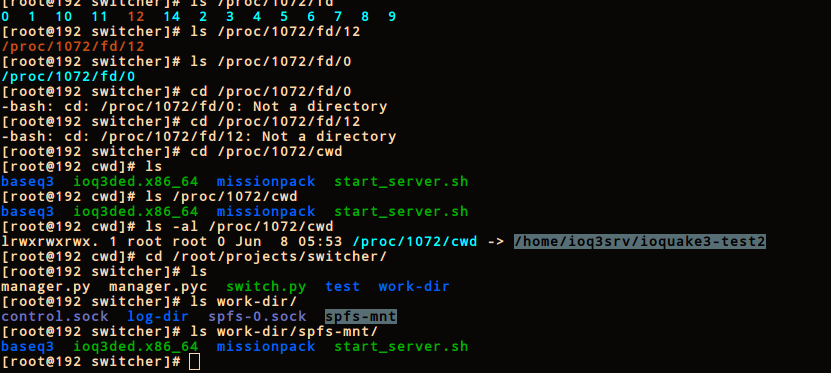 [root@192 switcher]# ls /proc/1072/fd
0  1  10  11  12  14  2  3  4  5  6  7  8  9
[root@192 switcher]# ls /proc/1072/fd/12
/proc/1072/fd/12
[root@192 switcher]# ls /proc/1072/fd/0
/proc/1072/fd/0
[root@192 switcher]# cd /proc/1072/fd/0
-bash: cd: /proc/1072/fd/0: Not a directory
[root@192 switcher]# cd /proc/1072/fd/12
-bash: cd: /proc/1072/fd/12: Not a directory
[root@192 switcher]# cd /proc/1072/cwd
[root@192 cwd]# ls
baseq3  ioq3ded.x86_64  missionpack  start_server.sh
[root@192 cwd]# ls /proc/1072/cwd
baseq3  ioq3ded.x86_64  missionpack  start_server.sh
[root@192 cwd]# ls -al /proc/1072/cwd
lrwxrwxrwx. 1 root root 0 Jun  8 05:53 /proc/1072/cwd -> /home/ioq3srv/ioquake3-test2
[root@192 cwd]# cd /root/projects/switcher/
[root@192 switcher]# ls
manager.py  manager.pyc  switch.py  test  work-dir
[root@192 switcher]# ls work-dir/
control.sock  log-dir  spfs-0.sock  spfs-mnt
[root@192 switcher]# ls work-dir/spfs-mnt/
baseq3  ioq3ded.x86_64  missionpack  start_server.sh
[root@192 switcher]#